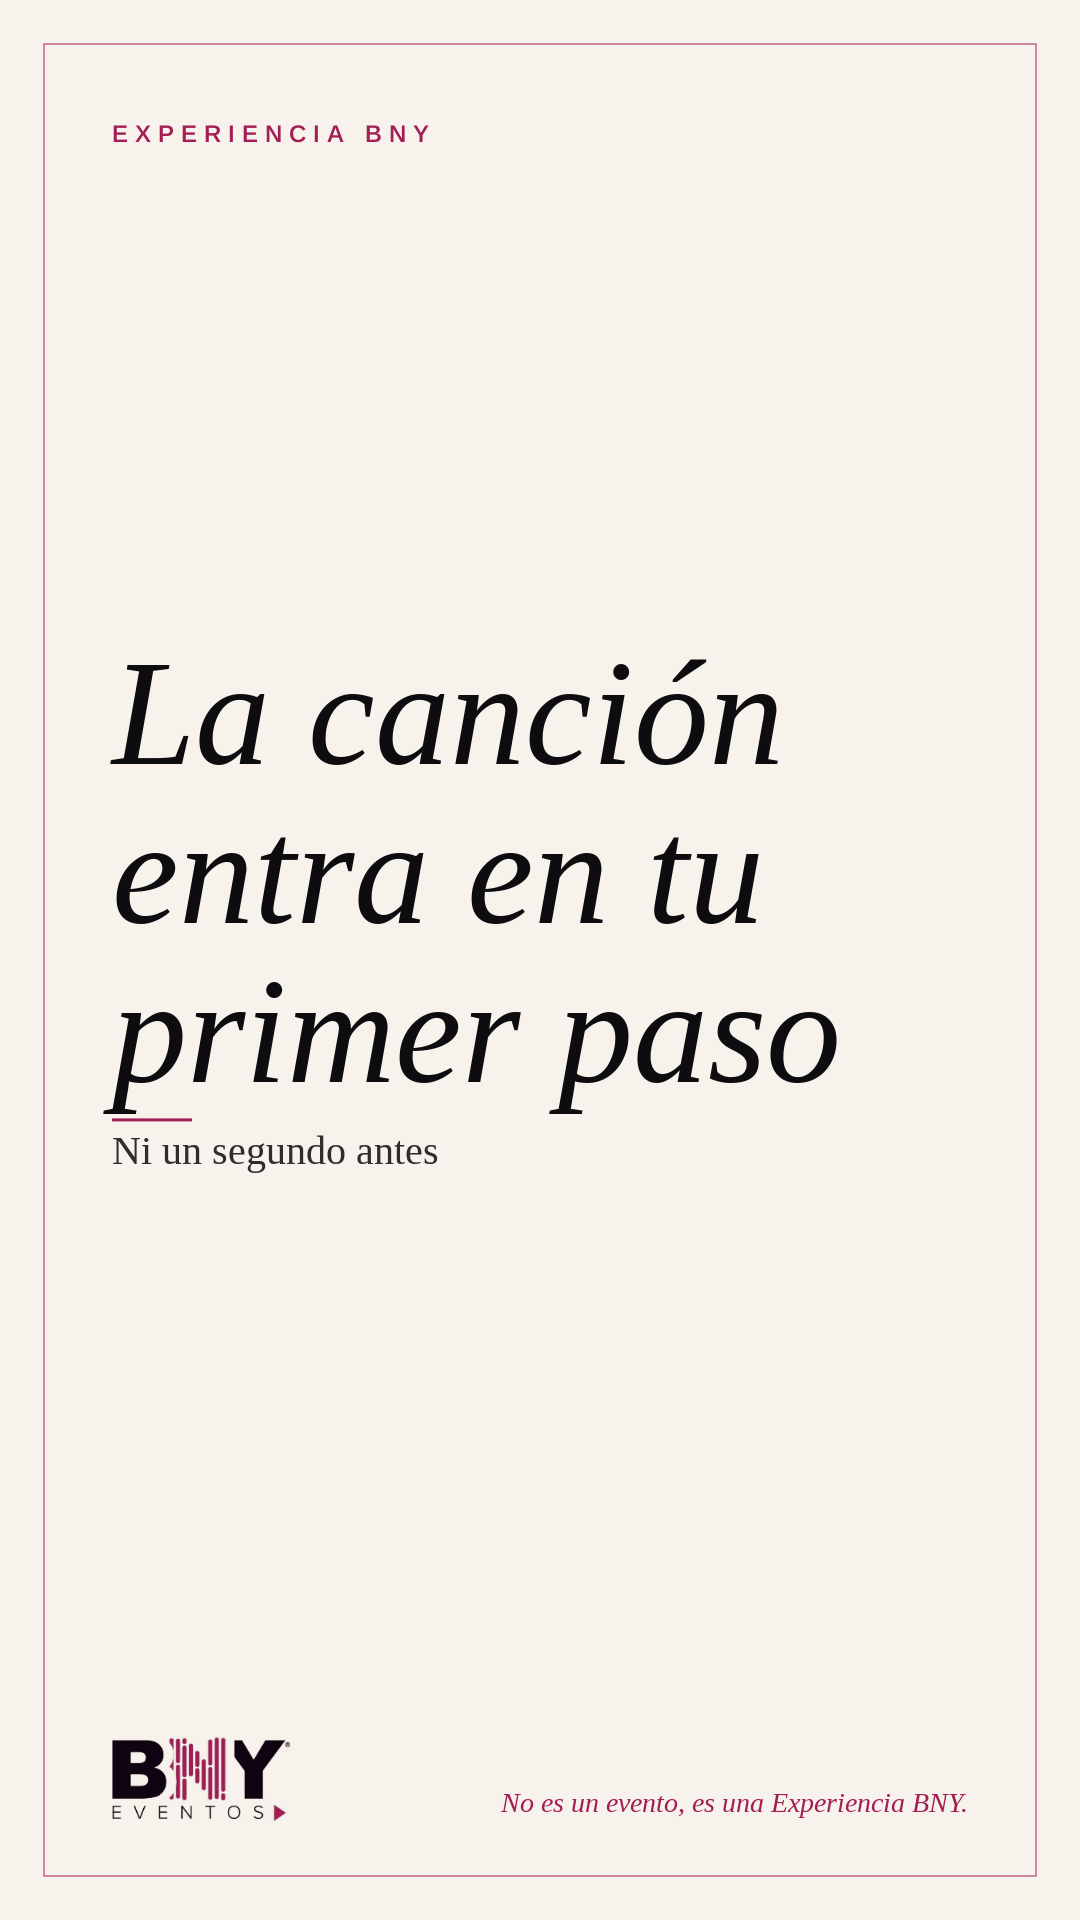 EXPERIENCIA BNY
La canción
entra en tu
primer paso
Ni un segundo antes
BNY®
EVENTOS
No es un evento, es una Experiencia BNY.